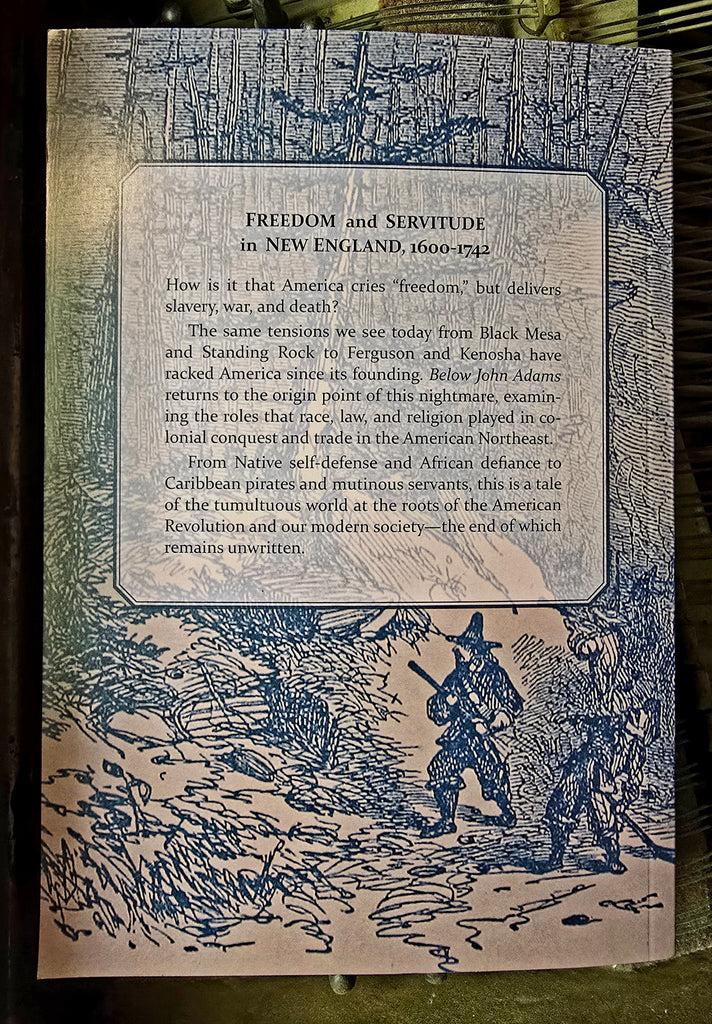 FREEDOM and SERVITUDE
in NEW ENGLAND, 1600-1742
How is it that America cries “freedom,” but delivers
slavery, war, and death?
The same tensions we see today from Black Mesa
and Standing Rock to Ferguson and Kenosha have
racked America since its founding. Below John Adams
returns to the origin point of this nightmare, examin-
ing the roles that race, law, and religion played in co-
lonial conquest and trade in the American Northeast.
From Native self-defense and African defiance to
Caribbean pirates and mutinous servants, this is a tale
of the tumultuous world at the roots of the American
Revolution and our modern society—the end of which
remains unwritten.